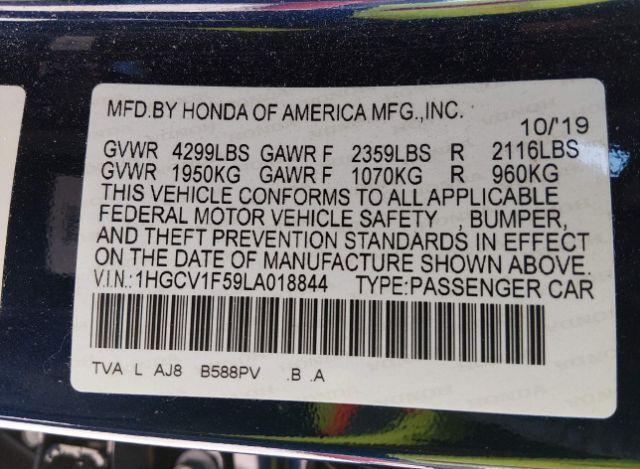 MFD.BY HONDA OF AMERICA MFG.,INC.
10/'19
GVWR 4299LBS GAWR F 2359LBS R 2116LBS
GVWR 1950KG GAWR F 1070KG R 960KG
THIS VEHICLE CONFORMS TO ALL APPLICABLE
FEDERAL MOTOR VEHICLE SAFETY , BUMPER,
AND THEFT PREVENTION STANDARDS IN EFFECT
ON THE DATE OF MANUFACTURE SHOWN ABOVE.
V.I.N.:1HGCV1F59LA018844 TYPE:PASSENGER CAR
TVA L AJ8 B588PV .B .A